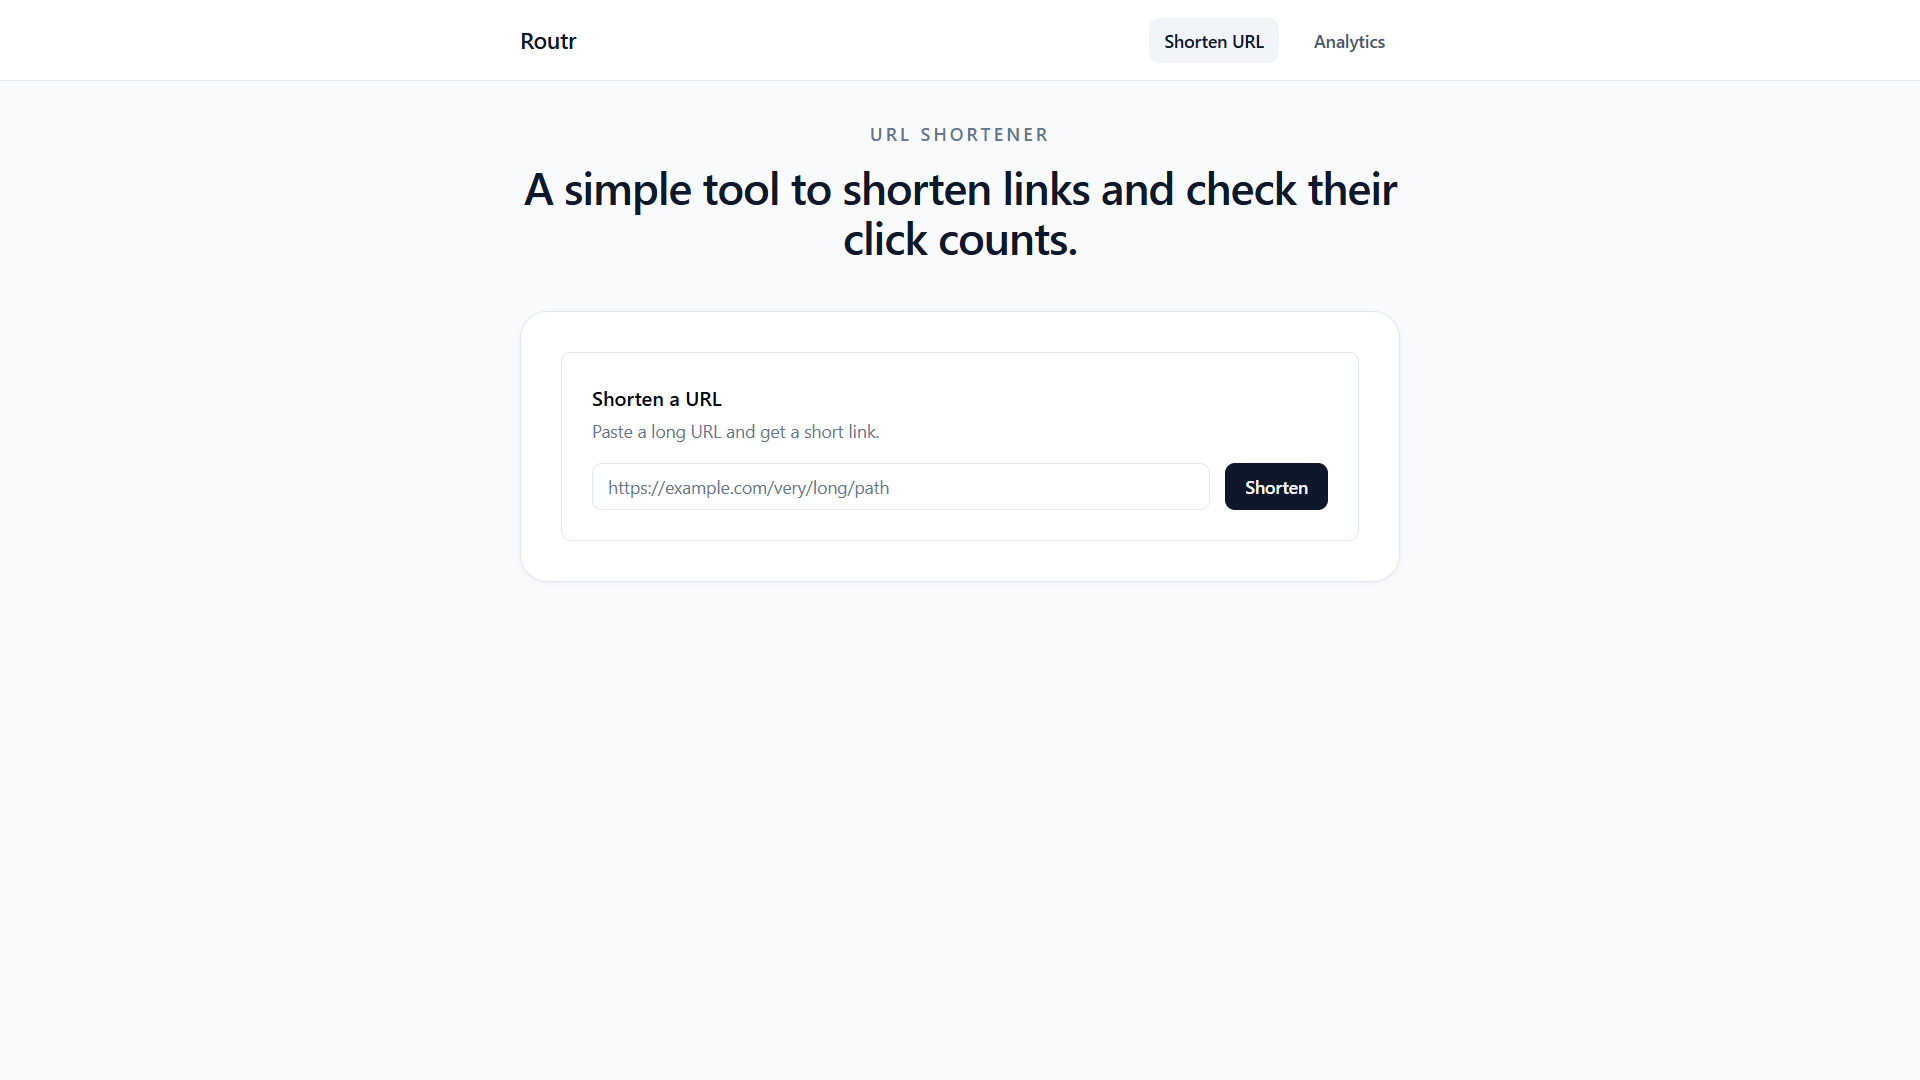 Routr
Shorten URL
Analytics
URL SHORTENER
A simple tool to shorten links and check their
click counts.
Shorten a URL
Paste a long URL and get a short link.
https://example.com/very/long/path
Shorten